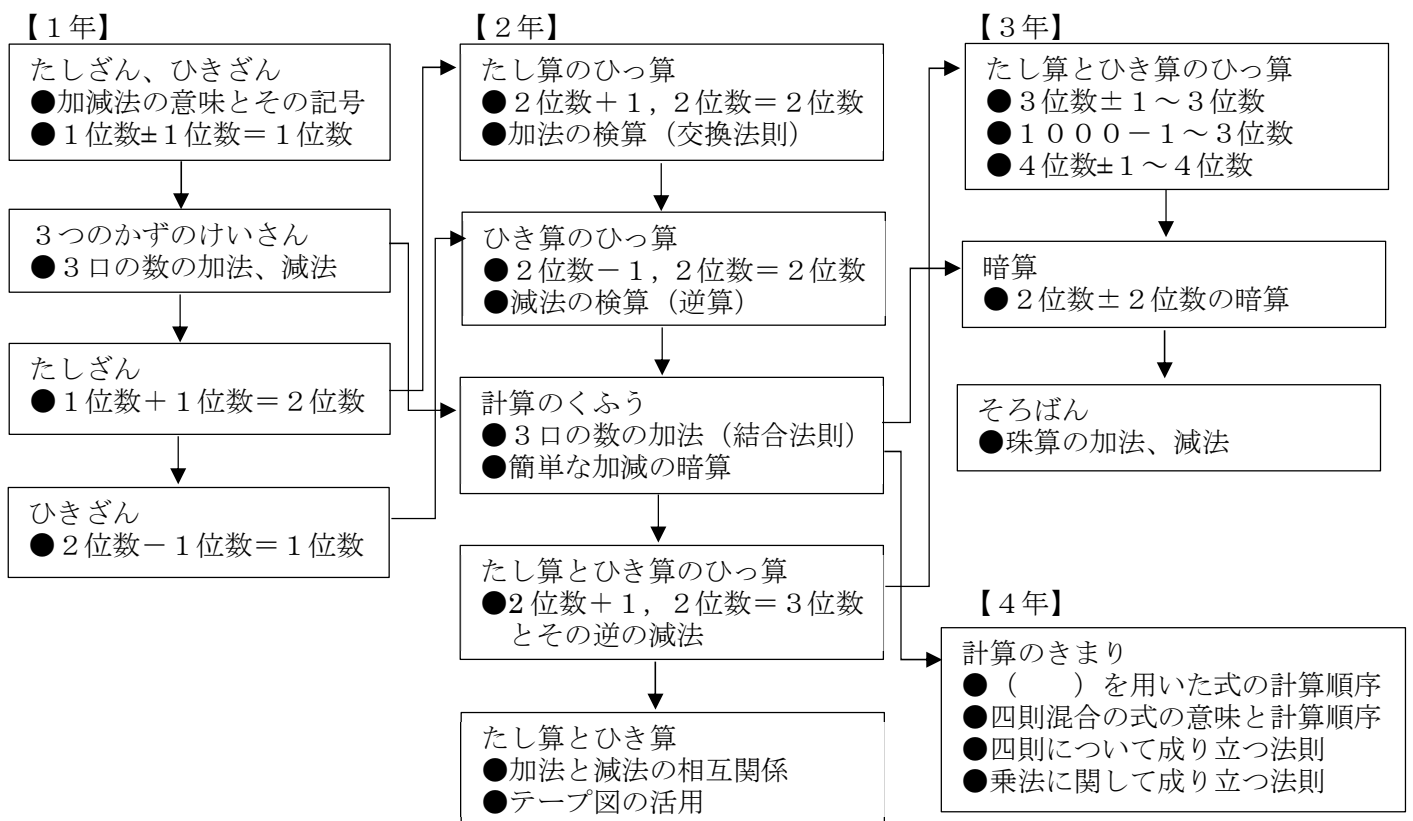 【１年】
たしざん、ひきざん
●加減法の意味とその記号
●１位数±１位数＝１位数
３つのかずのけいさん
●３口の数の加法、減法
たしざん
●１位数＋１位数＝２位数
ひきざん
●２位数－１位数＝１位数
【２年】
たし算のひっ算
●２位数＋１，２位数＝２位数
●加法の検算（交換法則）
ひき算のひっ算
●２位数－１，２位数＝２位数
●減法の検算（逆算）
計算のくふう
●３口の数の加法（結合法則）
●簡単な加減の暗算
たし算とひき算のひっ算
●2位数＋１，２位数＝３位数
とその逆の減法
たし算とひき算
●加法と減法の相互関係
●テープ図の活用
【３年】
たし算とひき算のひっ算
●３位数±１～３位数
●１０００－１～３位数
●４位数±１～４位数
暗算
●２位数±２位数の暗算
そろばん
●珠算の加法、減法
【４年】
計算のきまり
●（　　）を用いた式の計算順序
●四則混合の式の意味と計算順序
●四則について成り立つ法則
●乗法に関して成り立つ法則